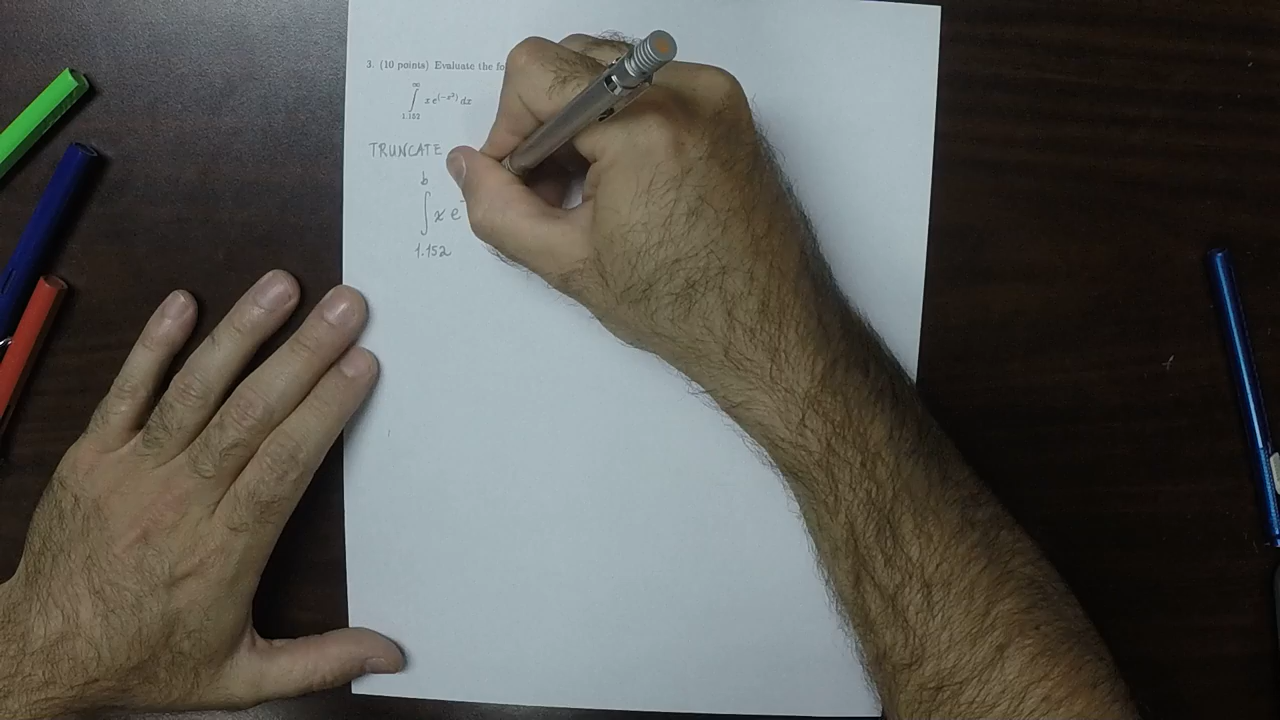 3. (10 points) Evaluate the fo
∞
∫ x e^(−x²) dx
1.152
TRUNCATE
b
∫ x e
1.152